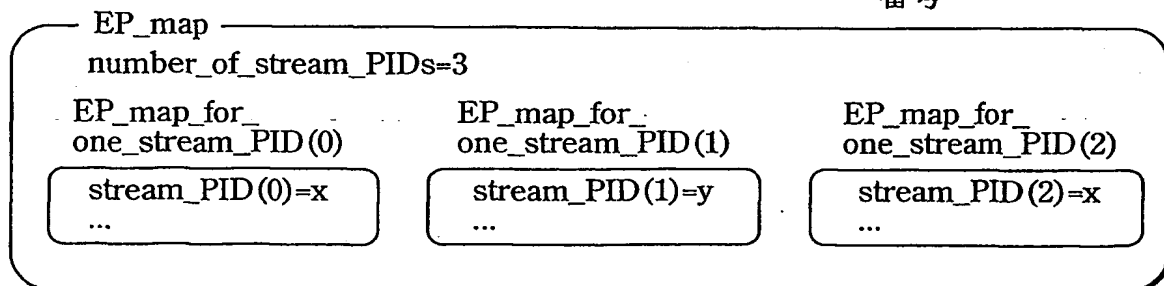 EP_map
number_of_stream_PIDs=3
EP_map_for_
one_stream_PID(0)
EP_map_for_
one_stream_PID(1)
EP_map_for_
one_stream_PID(2)
stream_PID(0)=x
...
stream_PID(1)=y
...
stream_PID(2)=x
...